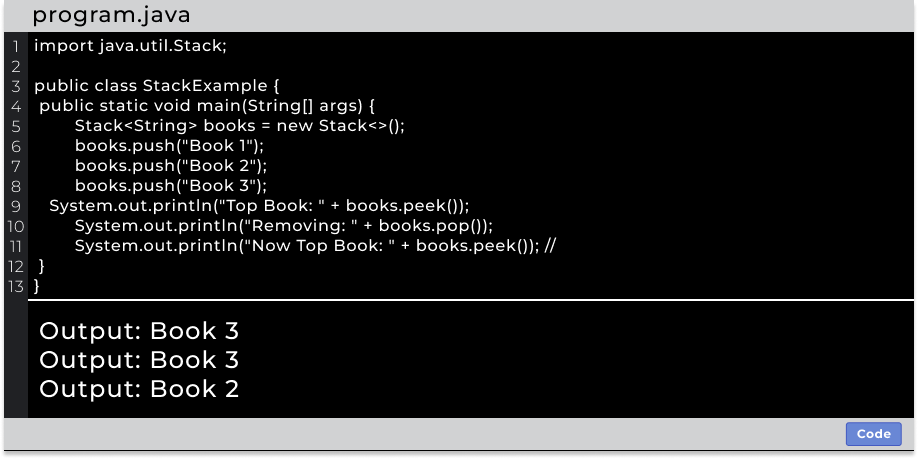 program.java
1 import java.util.Stack;
2
3 public class StackExample {
4 public static void main(String[] args) {
5 Stack<String> books = new Stack<>();
6 books.push("Book 1");
7 books.push("Book 2");
8 books.push("Book 3");
9 System.out.println("Top Book: " + books.peek());
10 System.out.println("Removing: " + books.pop());
11 System.out.println("Now Top Book: " + books.peek()); //
12 }
13 }
Output: Book 3
Output: Book 3
Output: Book 2
Code